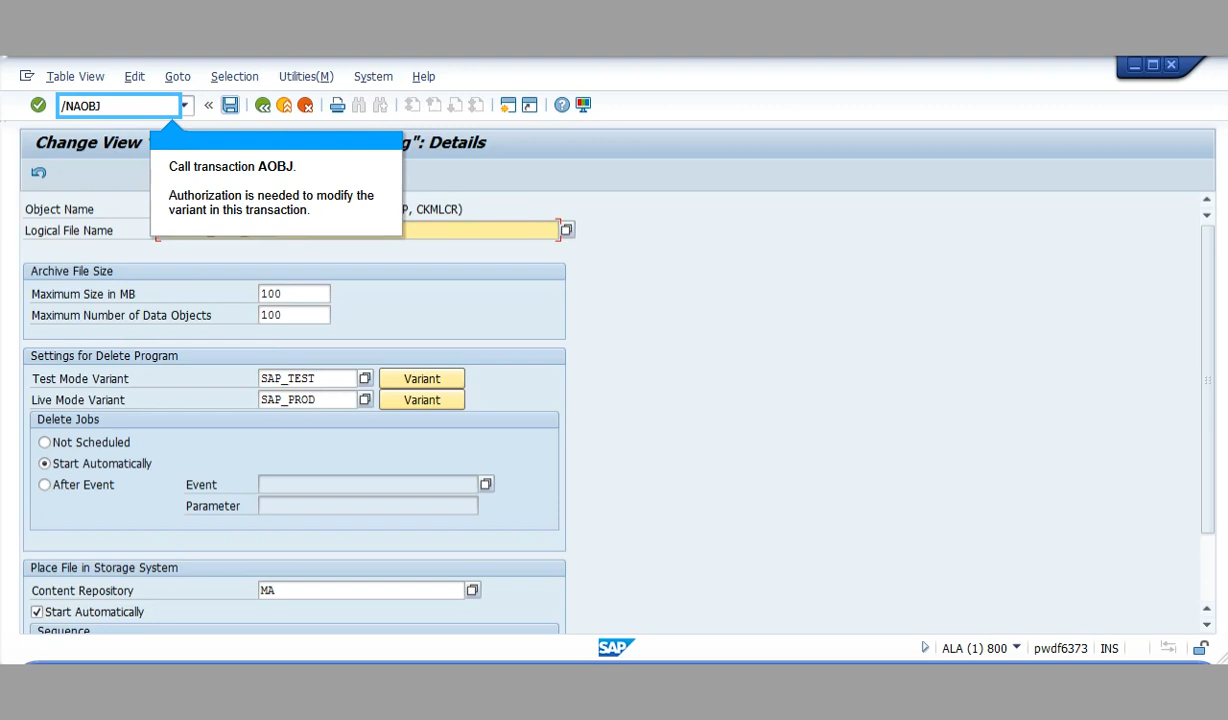 Table View Edit Goto Selection Utilities(M) System Help
/NAOBJ
Change View " g": Details
Call transaction AOBJ.
Authorization is needed to modify the
variant in this transaction.
Object Name P, CKMLCR)
Logical File Name
Archive File Size
Maximum Size in MB 100
Maximum Number of Data Objects 100
Settings for Delete Program
Test Mode Variant SAP_TEST Variant
Live Mode Variant SAP_PROD Variant
Delete Jobs
Not Scheduled
Start Automatically
After Event Event
Parameter
Place File in Storage System
Content Repository MA
Start Automatically
Sequence
SAP ALA (1) 800 pwdf6373 INS